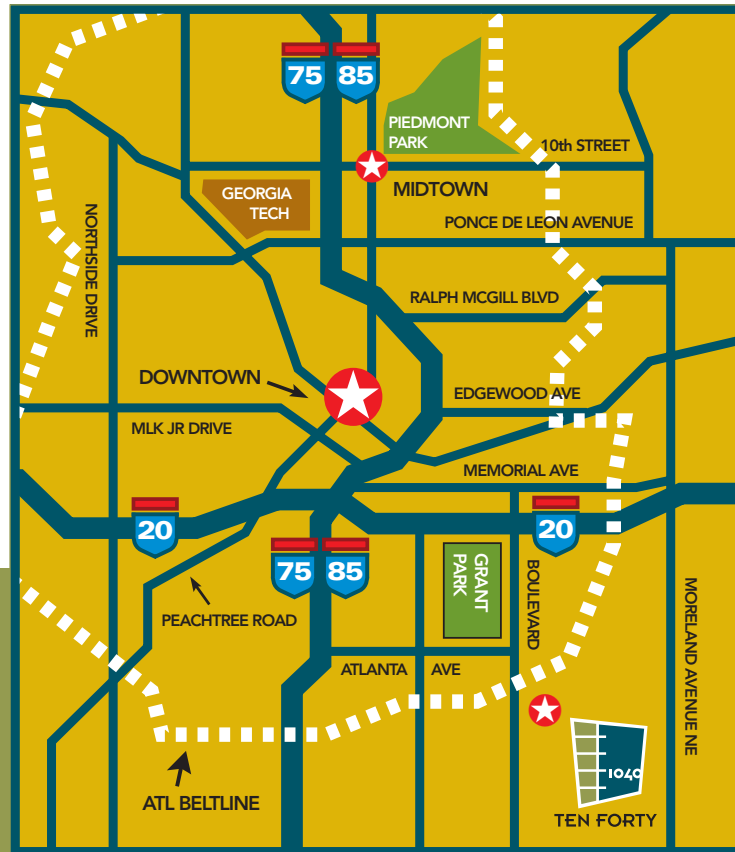 75 85
PIEDMONT
PARK
10th STREET
MIDTOWN
GEORGIA
TECH
PONCE DE LEON AVENUE
NORTHSIDE DRIVE
RALPH MCGILL BLVD
DOWNTOWN
EDGEWOOD AVE
MLK JR DRIVE
MEMORIAL AVE
20
20
75 85
GRANT
PARK
BOULEVARD
MORELAND AVENUE NE
PEACHTREE ROAD
ATLANTA AVE
ATL BELTLINE
1040
TEN FORTY